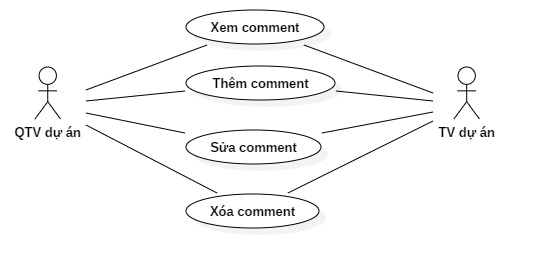 Xem comment
Thêm comment
QTV dự án
TV dự án
Sửa comment
Xóa comment